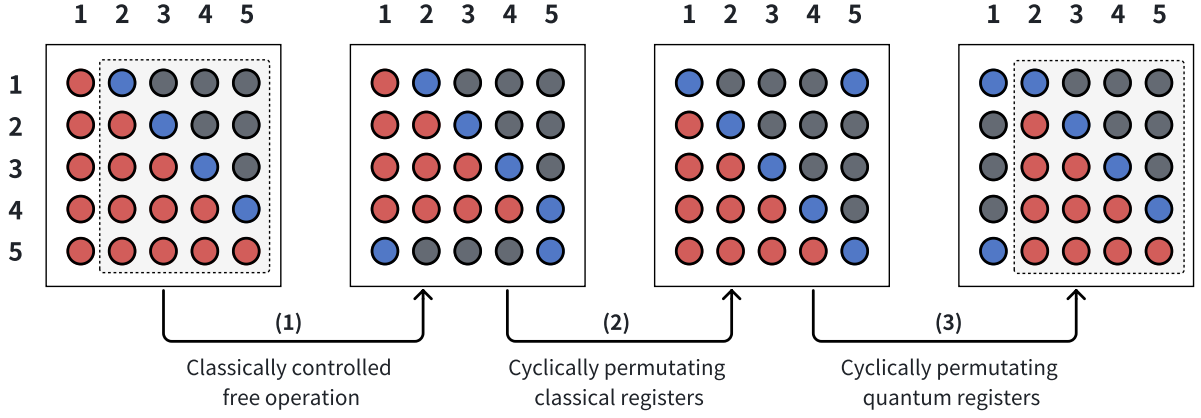 1 2 3 4 5 1 2 3 4 5 1 2 3 4 5 1 2 3 4 5
1
2
3
4
5
(1) (2) (3)
Classically controlled Cyclically permutating Cyclically permutating
free operation classical registers quantum registers